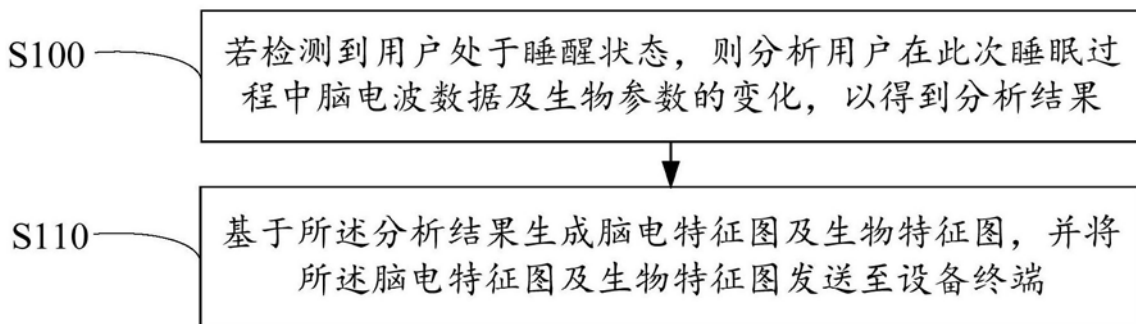 S100
若检测到用户处于睡醒状态，则分析用户在此次睡眠过
程中脑电波数据及生物参数的变化，以得到分析结果
S110
基于所述分析结果生成脑电特征图及生物特征图，并将
所述脑电特征图及生物特征图发送至设备终端